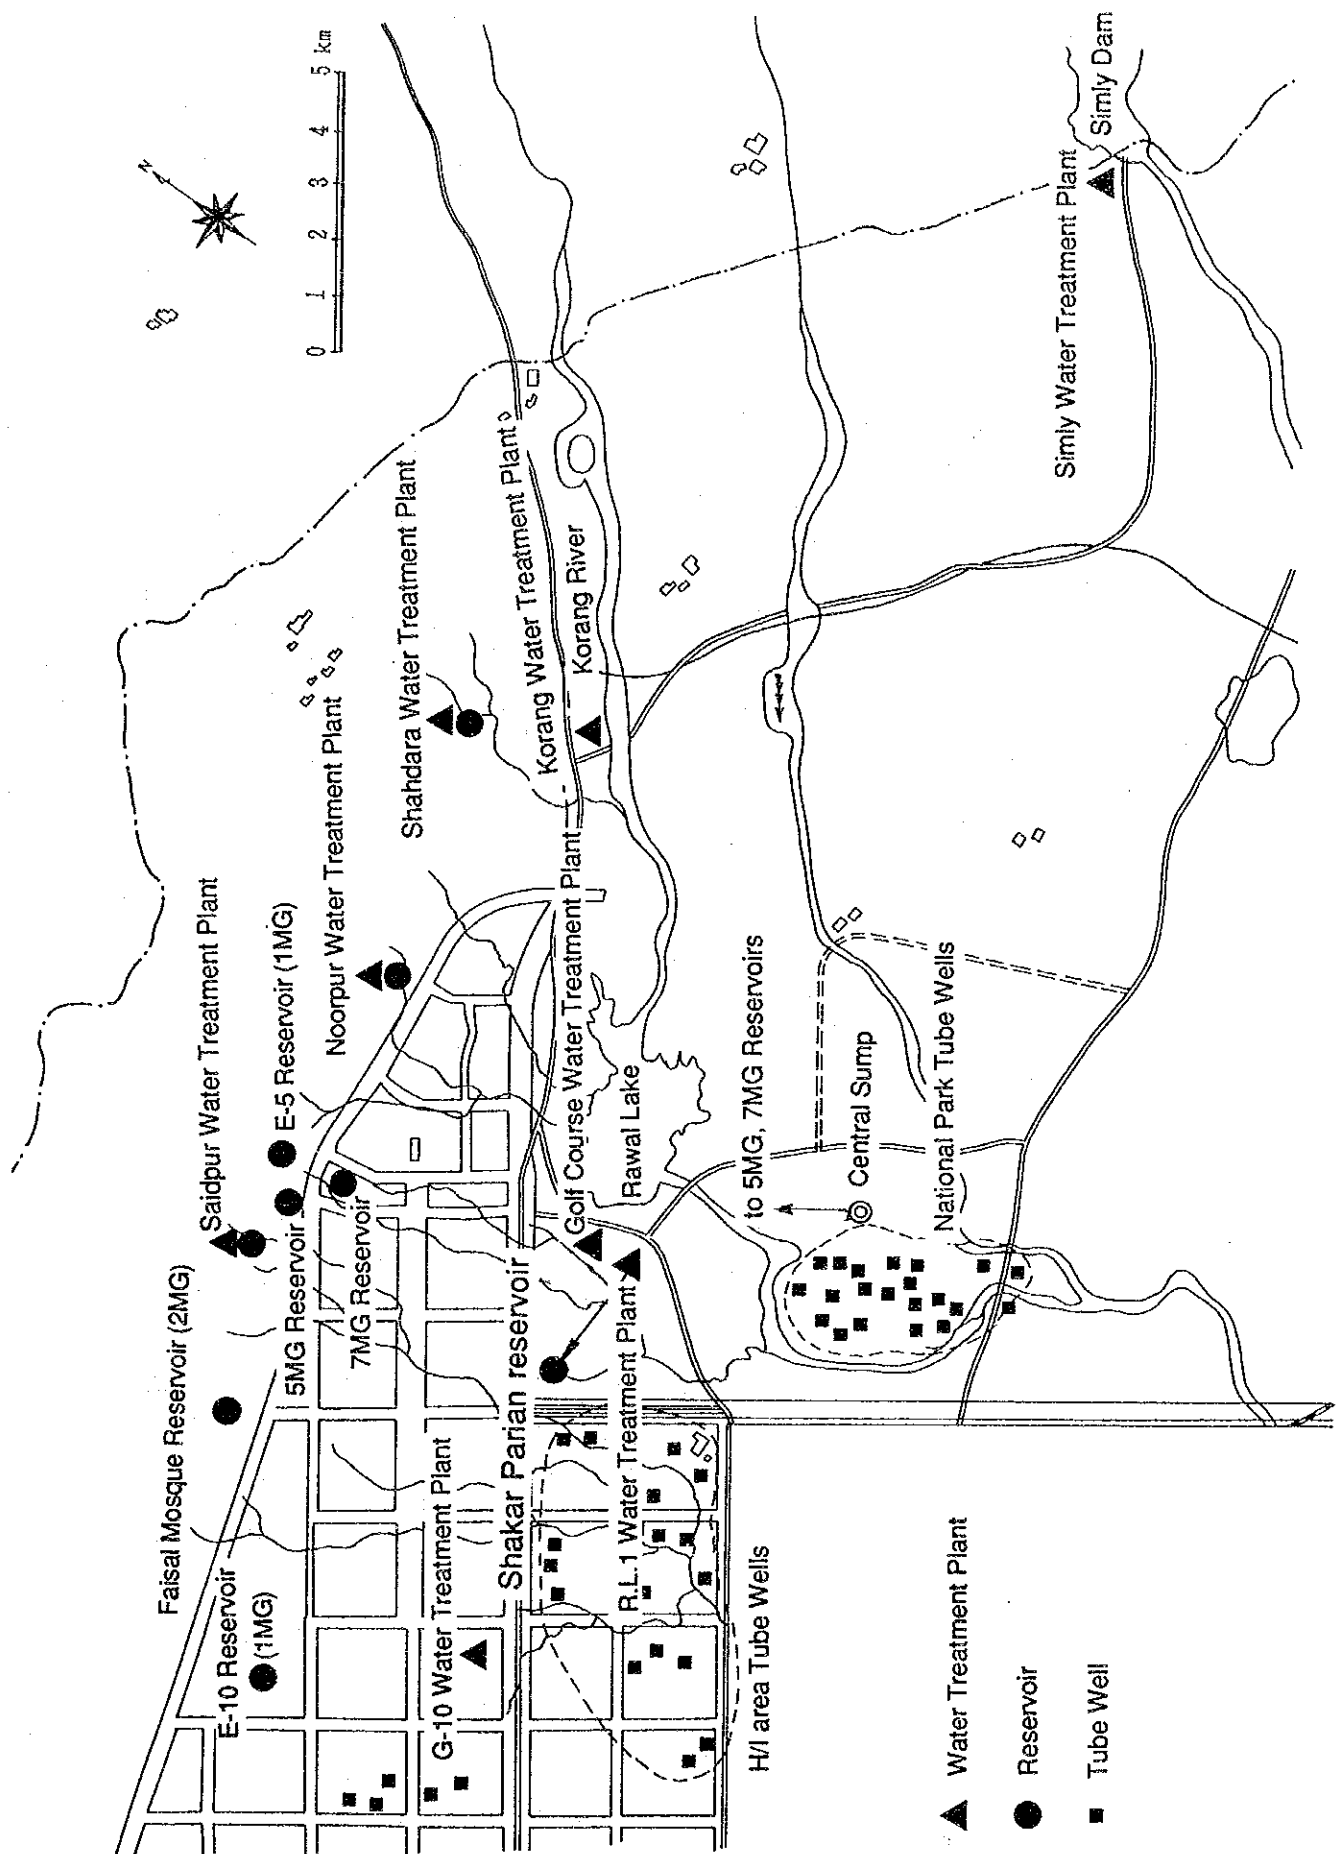 N
0 1 2 3 4 5 km
Saidpur Water Treatment Plant
E-5 Reservoir (1MG)
Noorpur Water Treatment Plant
Shahdara Water Treatment Plant
Korang Water Treatment Plant
Korang River
Simly Dam
Simly Water Treatment Plant
Faisal Mosque Reservoir (2MG)
5MG Reservoir
7MG Reservoir
E-10 Reservoir
(1MG)
G-10 Water Treatment Plant
Shakar Parian reservoir
Golf Course Water Treatment Plant
Rawal Lake
R.L.1 Water Treatment Plant
to 5MG, 7MG Reservoirs
A
Central Sump
National Park Tube Wells
H/I area Tube Wells
Water Treatment Plant
Reservoir
Tube Well